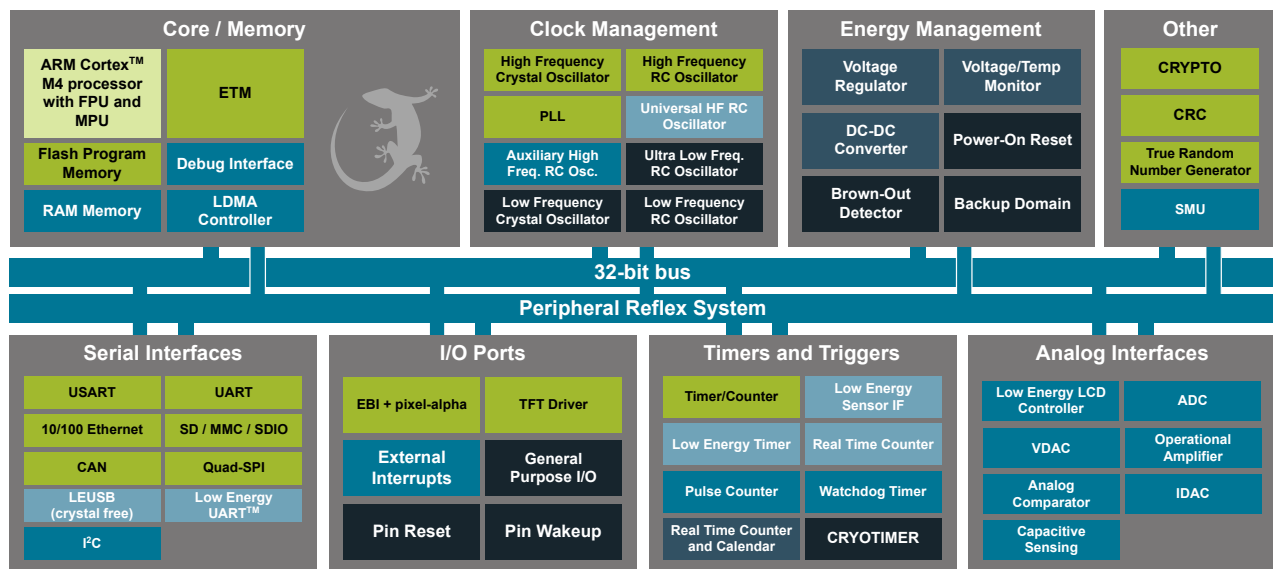 Core / Memory
ARM Cortex™
M4 processor
with FPU and
MPU
ETM
Flash Program
Memory
Debug Interface
RAM Memory
LDMA
Controller
Clock Management
High Frequency
Crystal Oscillator
High Frequency
RC Oscillator
PLL
Universal HF RC
Oscillator
Auxiliary High
Freq. RC Osc.
Ultra Low Freq.
RC Oscillator
Low Frequency
Crystal Oscillator
Low Frequency
RC Oscillator
Energy Management
Voltage
Regulator
Voltage/Temp
Monitor
DC-DC
Converter
Power-On Reset
Brown-Out
Detector
Backup Domain
Other
CRYPTO
CRC
True Random
Number Generator
SMU
32-bit bus
Peripheral Reflex System
Serial Interfaces
USART
UART
10/100 Ethernet
SD / MMC / SDIO
CAN
Quad-SPI
LEUSB
(crystal free)
Low Energy
UART™
I²C
I/O Ports
EBI + pixel-alpha
TFT Driver
External
Interrupts
General
Purpose I/O
Pin Reset
Pin Wakeup
Timers and Triggers
Timer/Counter
Low Energy
Sensor IF
Low Energy Timer
Real Time Counter
Pulse Counter
Watchdog Timer
Real Time Counter
and Calendar
CRYOTIMER
Analog Interfaces
Low Energy LCD
Controller
ADC
VDAC
Operational
Amplifier
Analog
Comparator
IDAC
Capacitive
Sensing